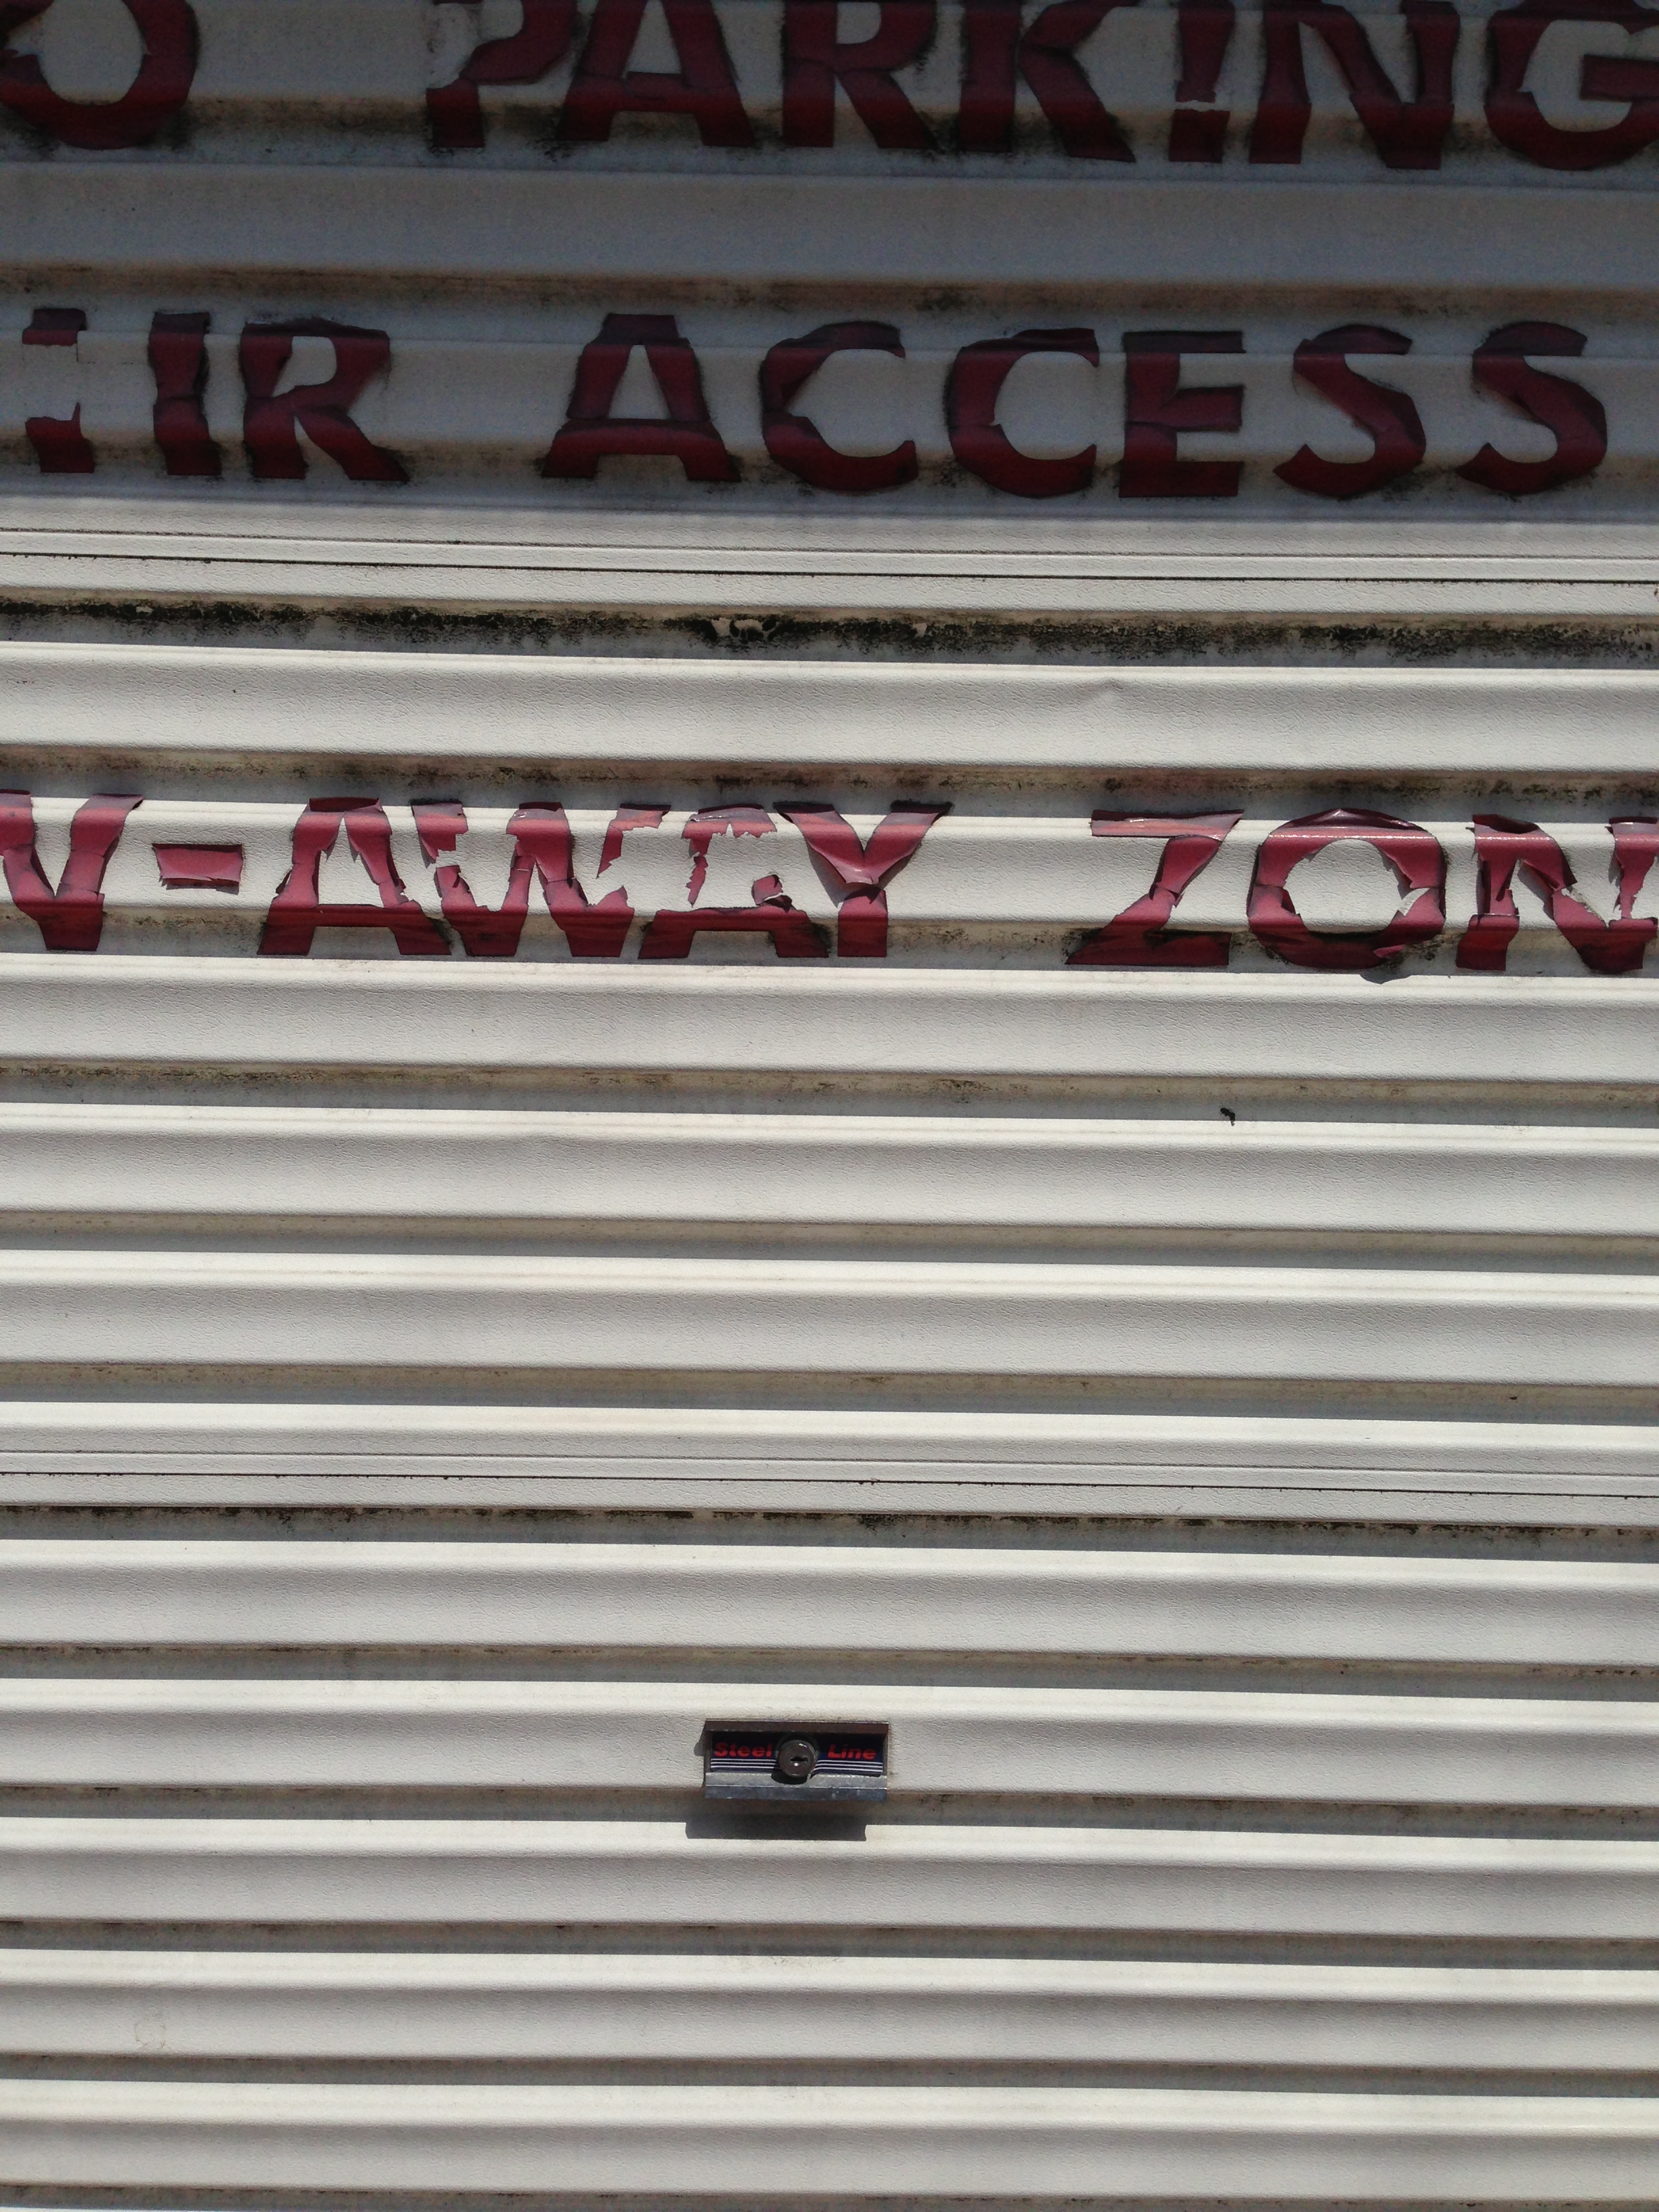 O PARKING
IR ACCESS
W-AWAY ZON
Steel Line